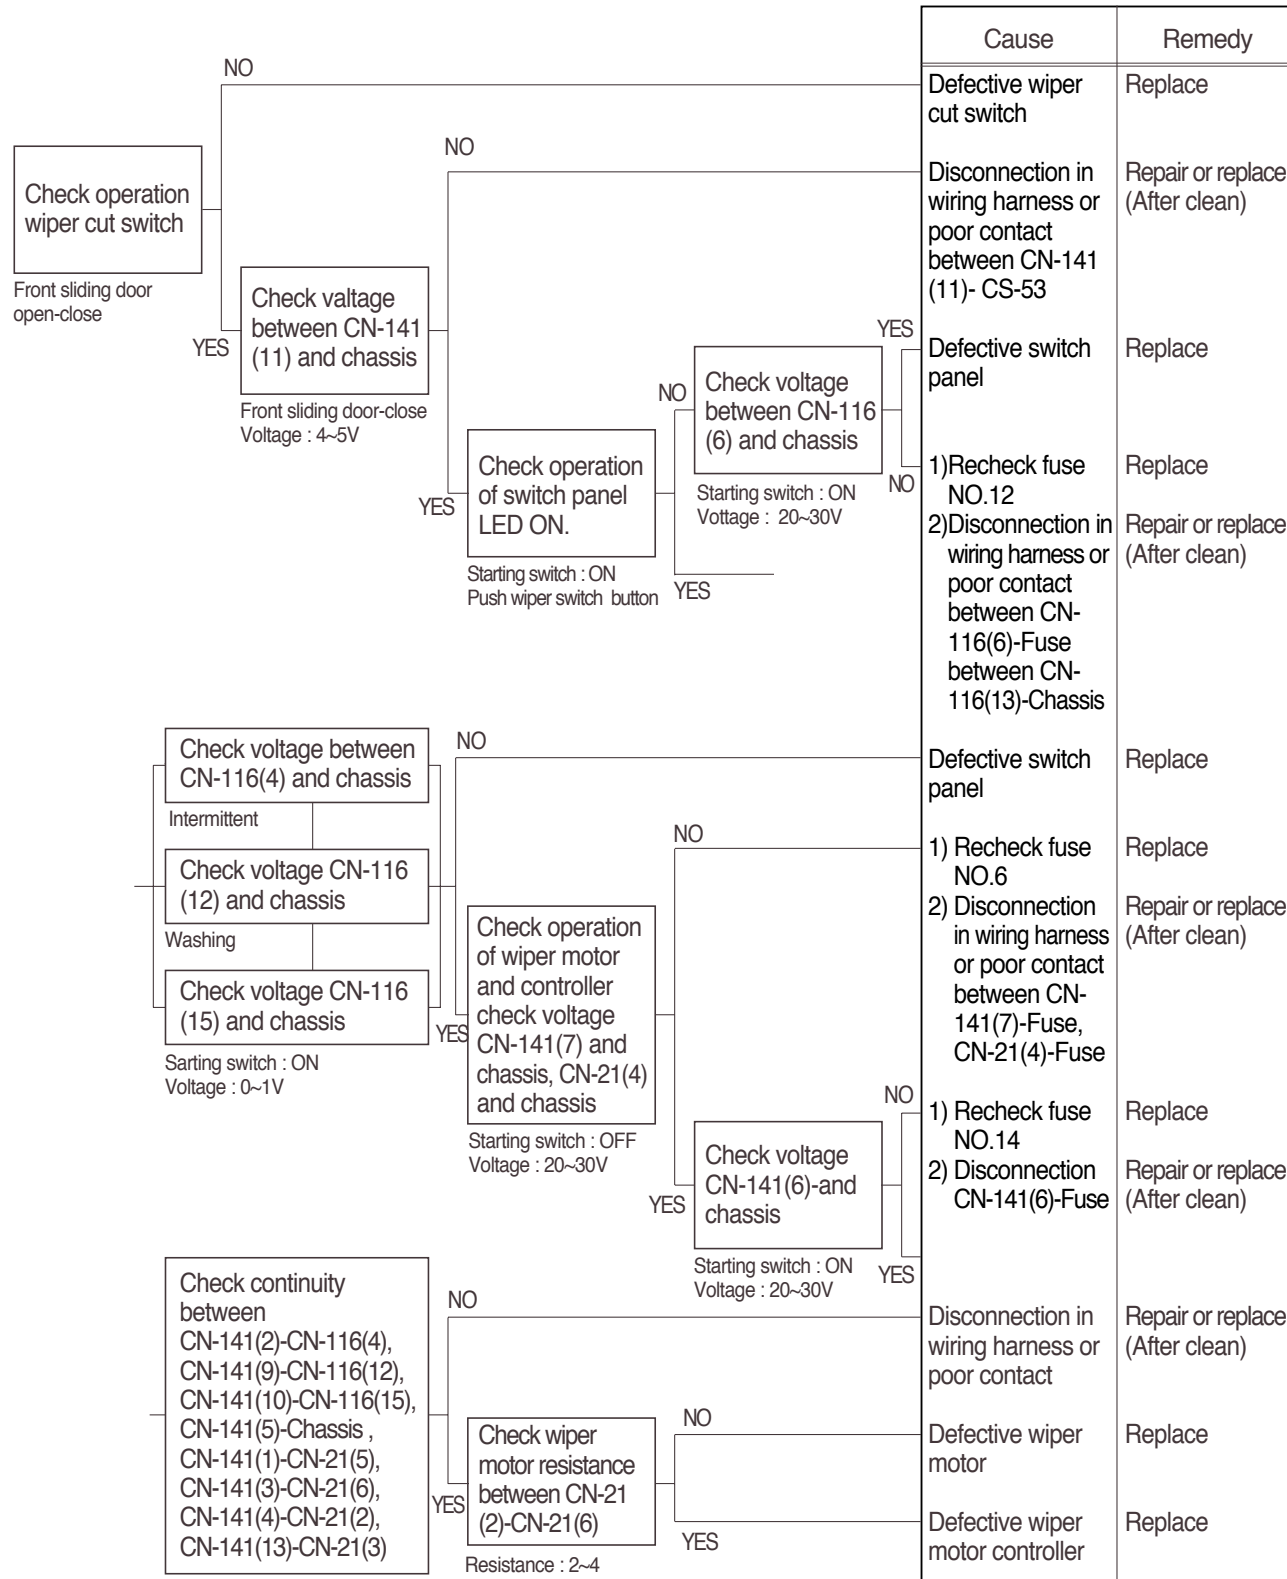 Cause
Remedy
NO
Defective wiper
cut switch
Replace
Check operation
wiper cut switch
Front sliding door
open-close
NO
Disconnection in
wiring harness or
poor contact
between CN-141
(11)- CS-53
Repair or replace
(After clean)
YES
Check valtage
between CN-141
(11) and chassis
Front sliding door-close
Voltage : 4~5V
YES
Defective switch
panel
Replace
NO
Check voltage
between CN-116
(6) and chassis
Starting switch : ON
Vottage : 20~30V
NO
1)Recheck fuse
NO.12
Replace
2)Disconnection in
wiring harness or
poor contact
between CN-
116(6)-Fuse
between CN-
116(13)-Chassis
Repair or replace
(After clean)
YES
Check operation
of switch panel
LED ON.
Starting switch : ON
Push wiper switch button
YES
Check voltage between
CN-116(4) and chassis
Intermittent
Check voltage CN-116
(12) and chassis
Washing
Check voltage CN-116
(15) and chassis
Sarting switch : ON
Voltage : 0~1V
NO
Defective switch
panel
Replace
YES
Check operation
of wiper motor
and controller
check voltage
CN-141(7) and
chassis, CN-21(4)
and chassis
Starting switch : OFF
Voltage : 20~30V
NO
1) Recheck fuse
NO.6
Replace
2) Disconnection
in wiring harness
or poor contact
between CN-
141(7)-Fuse,
CN-21(4)-Fuse
Repair or replace
(After clean)
YES
Check voltage
CN-141(6)-and
chassis
Starting switch : ON
Voltage : 20~30V
NO
1) Recheck fuse
NO.14
Replace
2) Disconnection
CN-141(6)-Fuse
Repair or replace
(After clean)
YES
Check continuity
between
CN-141(2)-CN-116(4),
CN-141(9)-CN-116(12),
CN-141(10)-CN-116(15),
CN-141(5)-Chassis ,
CN-141(1)-CN-21(5),
CN-141(3)-CN-21(6),
CN-141(4)-CN-21(2),
CN-141(13)-CN-21(3)
NO
Disconnection in
wiring harness or
poor contact
Repair or replace
(After clean)
YES
Check wiper
motor resistance
between CN-21
(2)-CN-21(6)
Resistance : 2~4
NO
Defective wiper
motor
Replace
YES
Defective wiper
motor controller
Replace